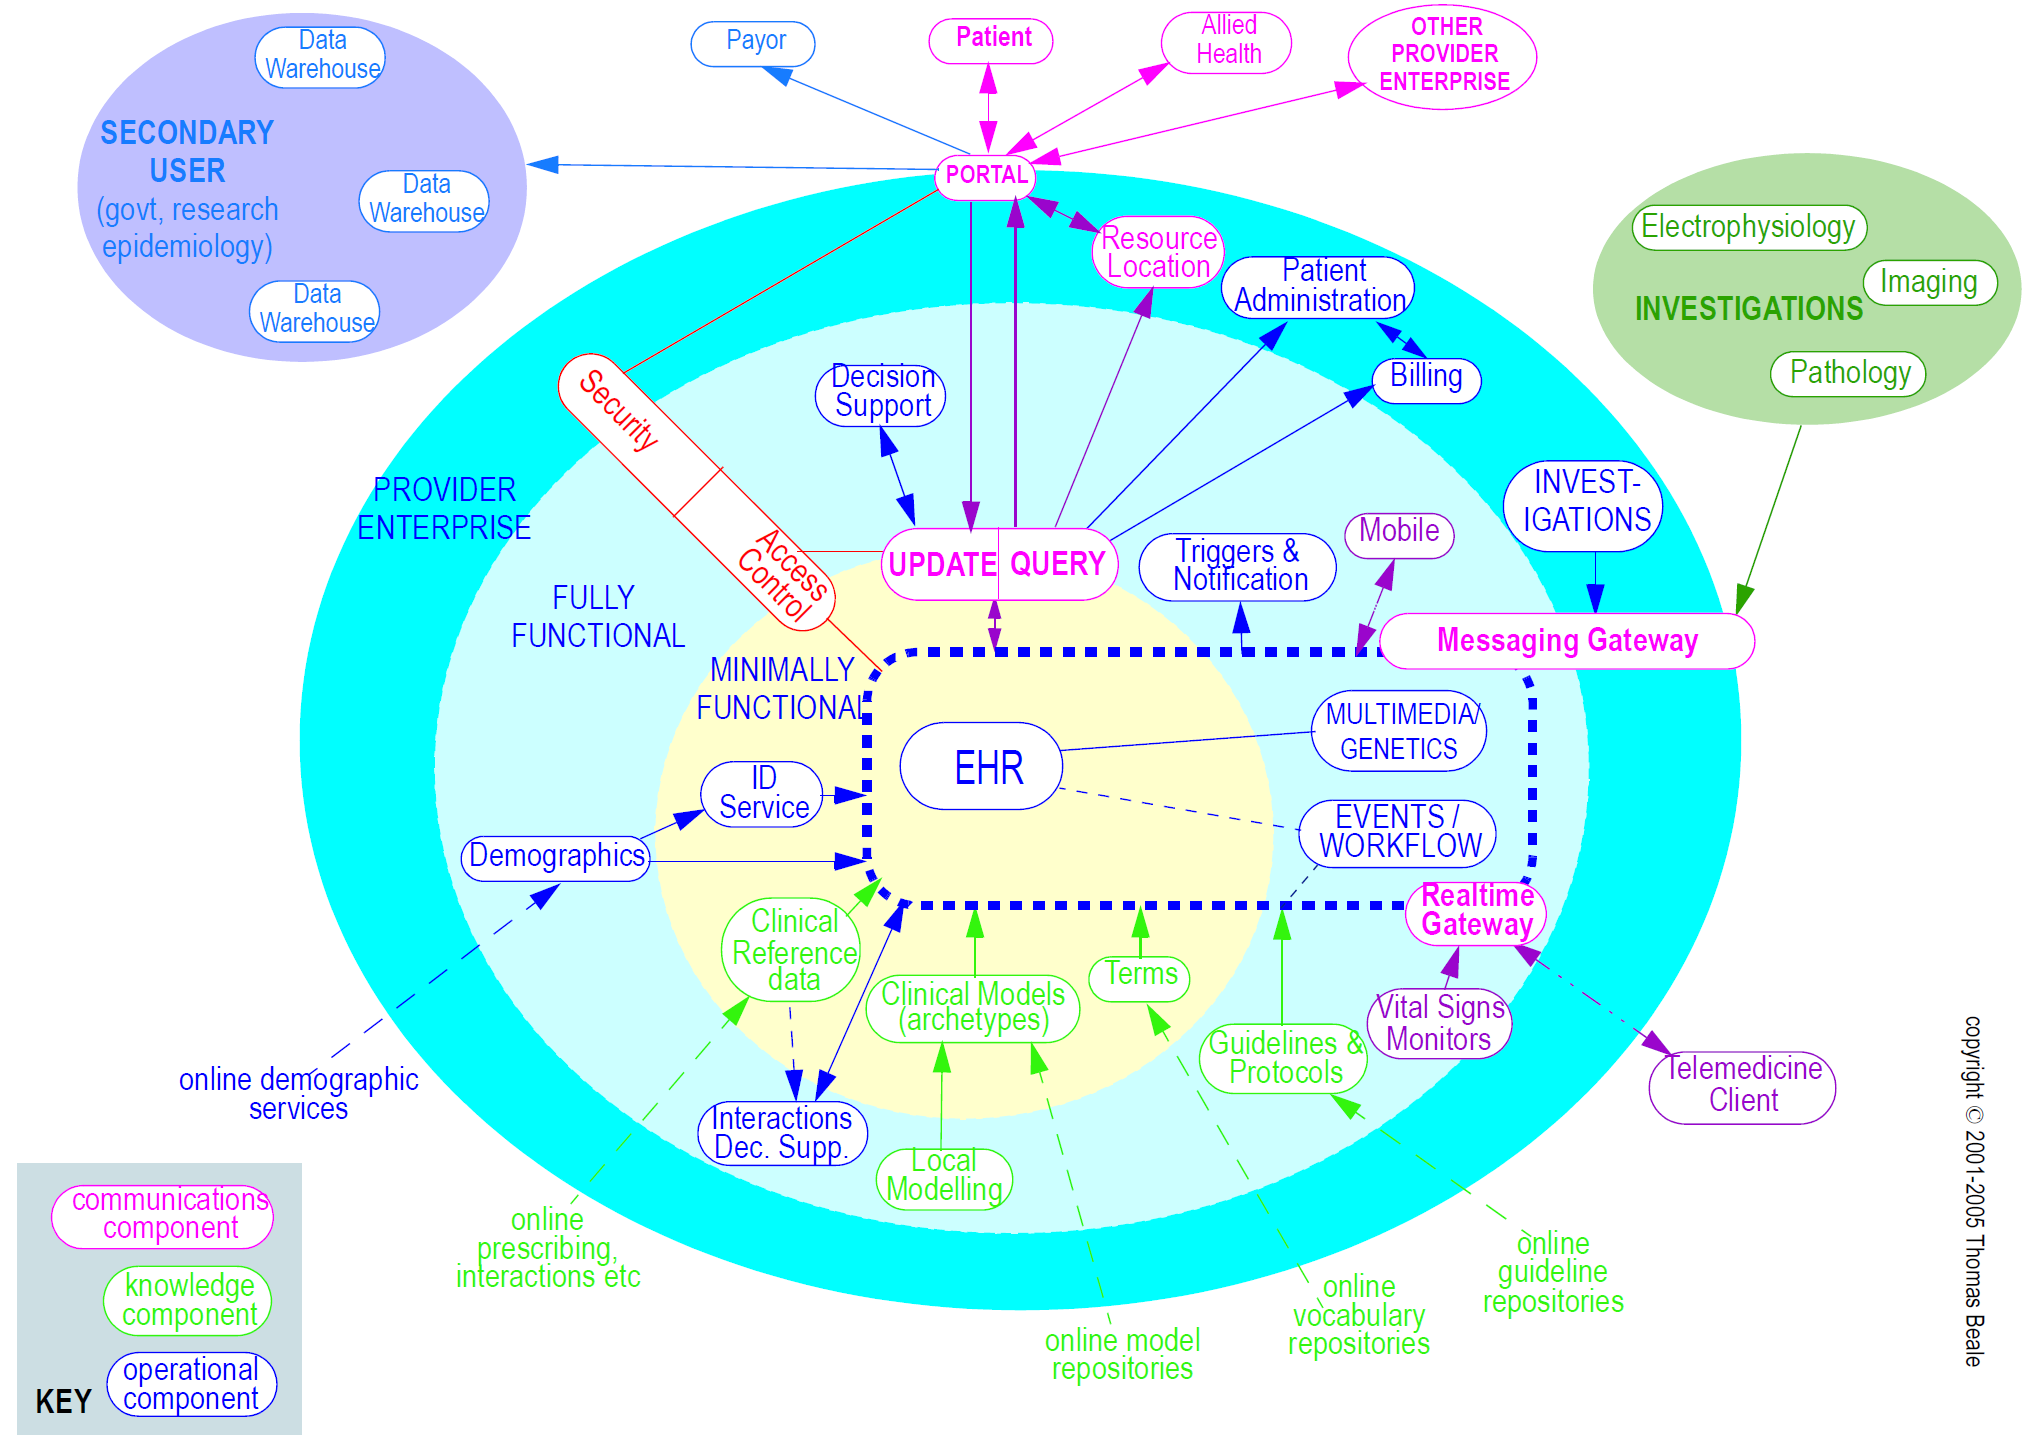 Data
Warehouse
SECONDARY
USER
(govt, research
epidemiology)
Data
Warehouse
Data
Warehouse
Payor
Patient
Allied
Health
OTHER
PROVIDER
ENTERPRISE
PORTAL
Resource
Location
Patient
Administration
Billing
Electrophysiology
Imaging
INVESTIGATIONS
Pathology
Decision
Support
Security
Access
Control
PROVIDER
ENTERPRISE
FULLY
FUNCTIONAL
MINIMALLY
FUNCTIONAL
UPDATE
QUERY
Triggers &
Notification
Mobile
INVEST-
IGATIONS
Messaging Gateway
EHR
MULTIMEDIA/
GENETICS
EVENTS /
WORKFLOW
ID
Service
Demographics
Realtime
Gateway
Clinical
Reference
data
Clinical Models
(archetypes)
Terms
Guidelines &
Protocols
Vital Signs
Monitors
Telemedicine
Client
online demographic
services
Interactions
Dec. Supp.
Local
Modelling
online
prescribing,
interactions etc
online model
repositories
online
vocabulary
repositories
online
guideline
repositories
communications
component
knowledge
component
operational
component
KEY
copyright © 2001-2005 Thomas Beale